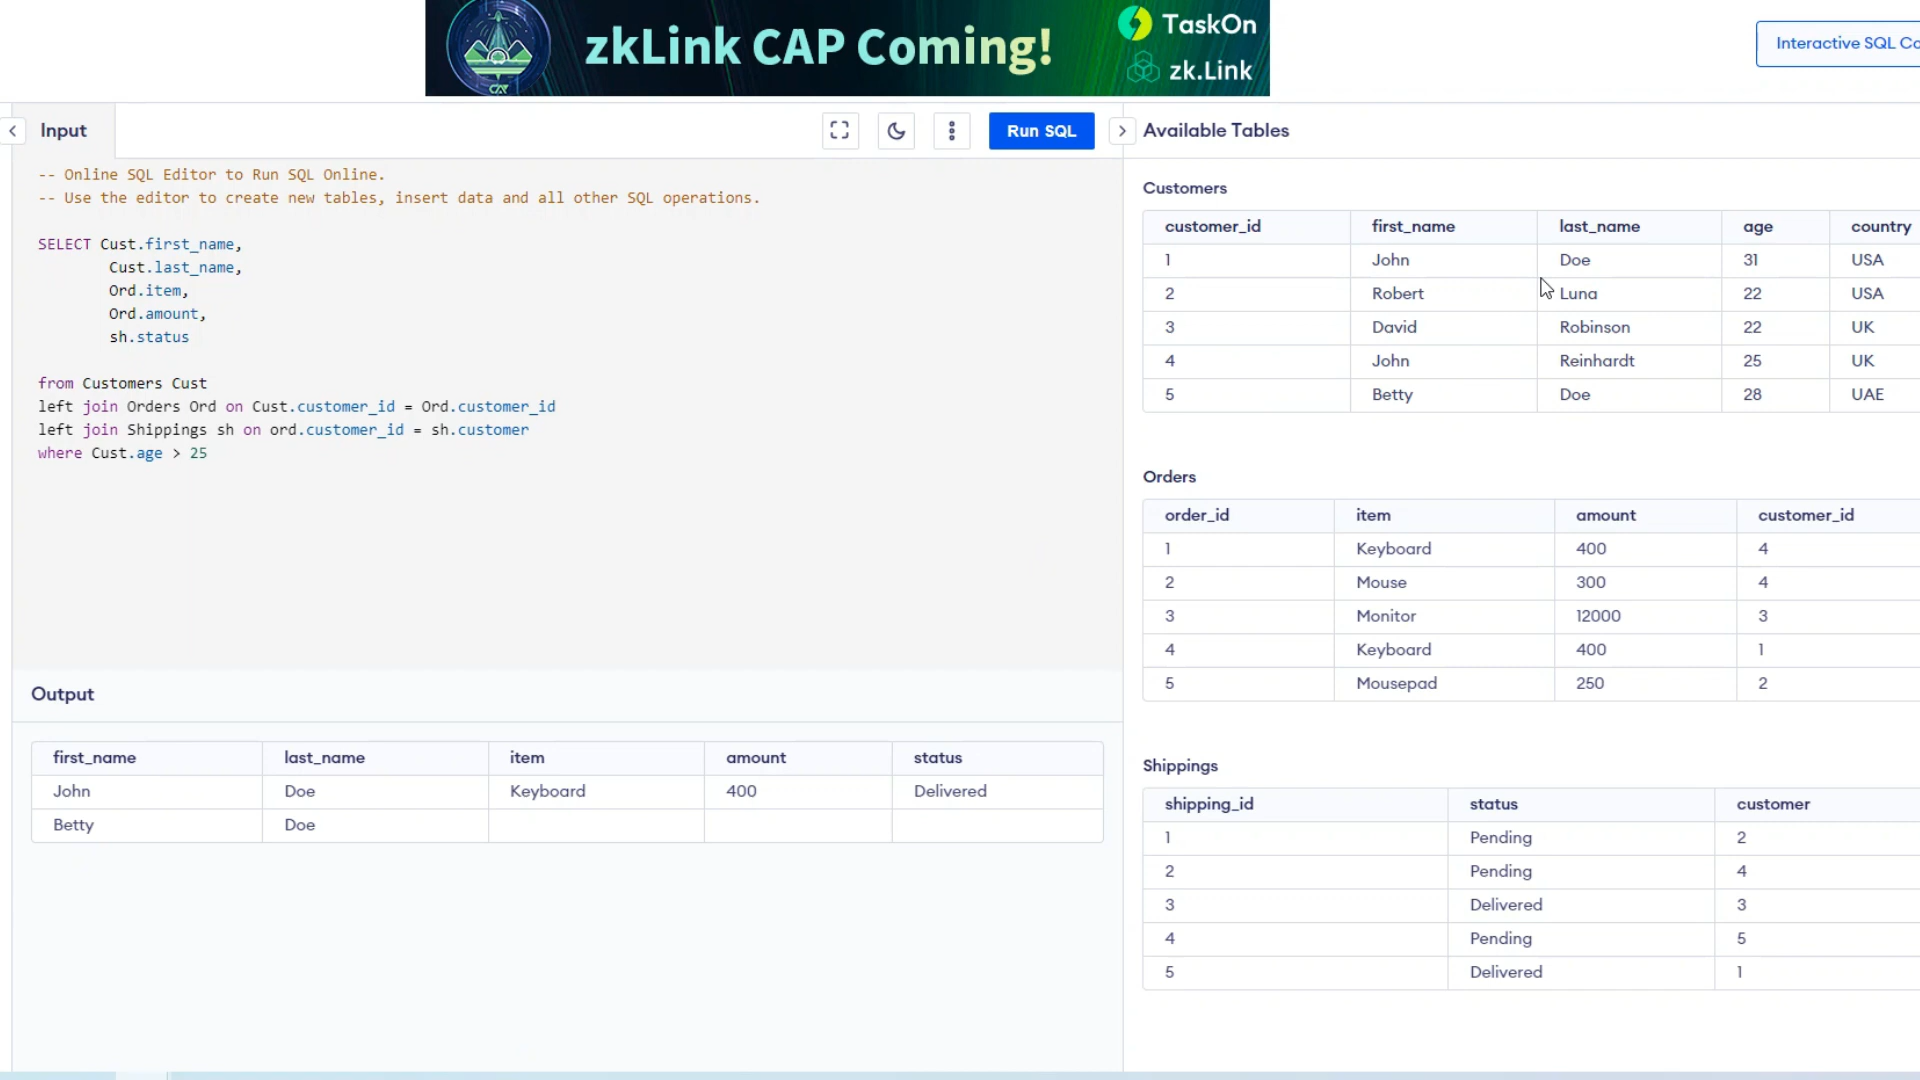 zkLink CAP Coming!
TaskOn
zk.Link
CAP
Interactive SQL Co
Input
Run SQL
Available Tables
-- Online SQL Editor to Run SQL Online.
-- Use the editor to create new tables, insert data and all other SQL operations.
SELECT Cust.first_name,
Cust.last_name,
Ord.item,
Ord.amount,
sh.status
from Customers Cust
left join Orders Ord on Cust.customer_id = Ord.customer_id
left join Shippings sh on ord.customer_id = sh.customer
where Cust.age > 25
Output
first_name last_name item amount status
John Doe Keyboard 400 Delivered
Betty Doe
Customers
customer_id first_name last_name age country
1 John Doe 31 USA
2 Robert Luna 22 USA
3 David Robinson 22 UK
4 John Reinhardt 25 UK
5 Betty Doe 28 UAE
Orders
order_id item amount customer_id
1 Keyboard 400 4
2 Mouse 300 4
3 Monitor 12000 3
4 Keyboard 400 1
5 Mousepad 250 2
Shippings
shipping_id status customer
1 Pending 2
2 Pending 4
3 Delivered 3
4 Pending 5
5 Delivered 1